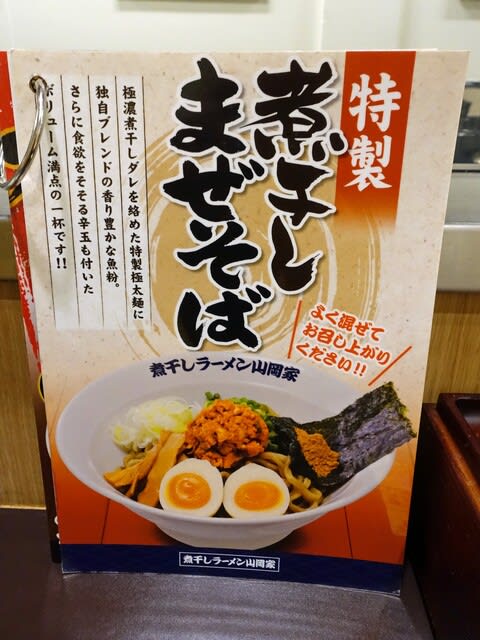 特製
煮干し
まぜそば
極濃煮干しダレを絡めた特製極太麺に
独自ブレンドの香り豊かな魚粉。
さらに食欲をそそる辛玉も付いた
ボリューム満点の一杯です!!
よく混ぜて
お召し上がり
ください!!
煮干しラーメン山岡家
煮干しラーメン山岡家